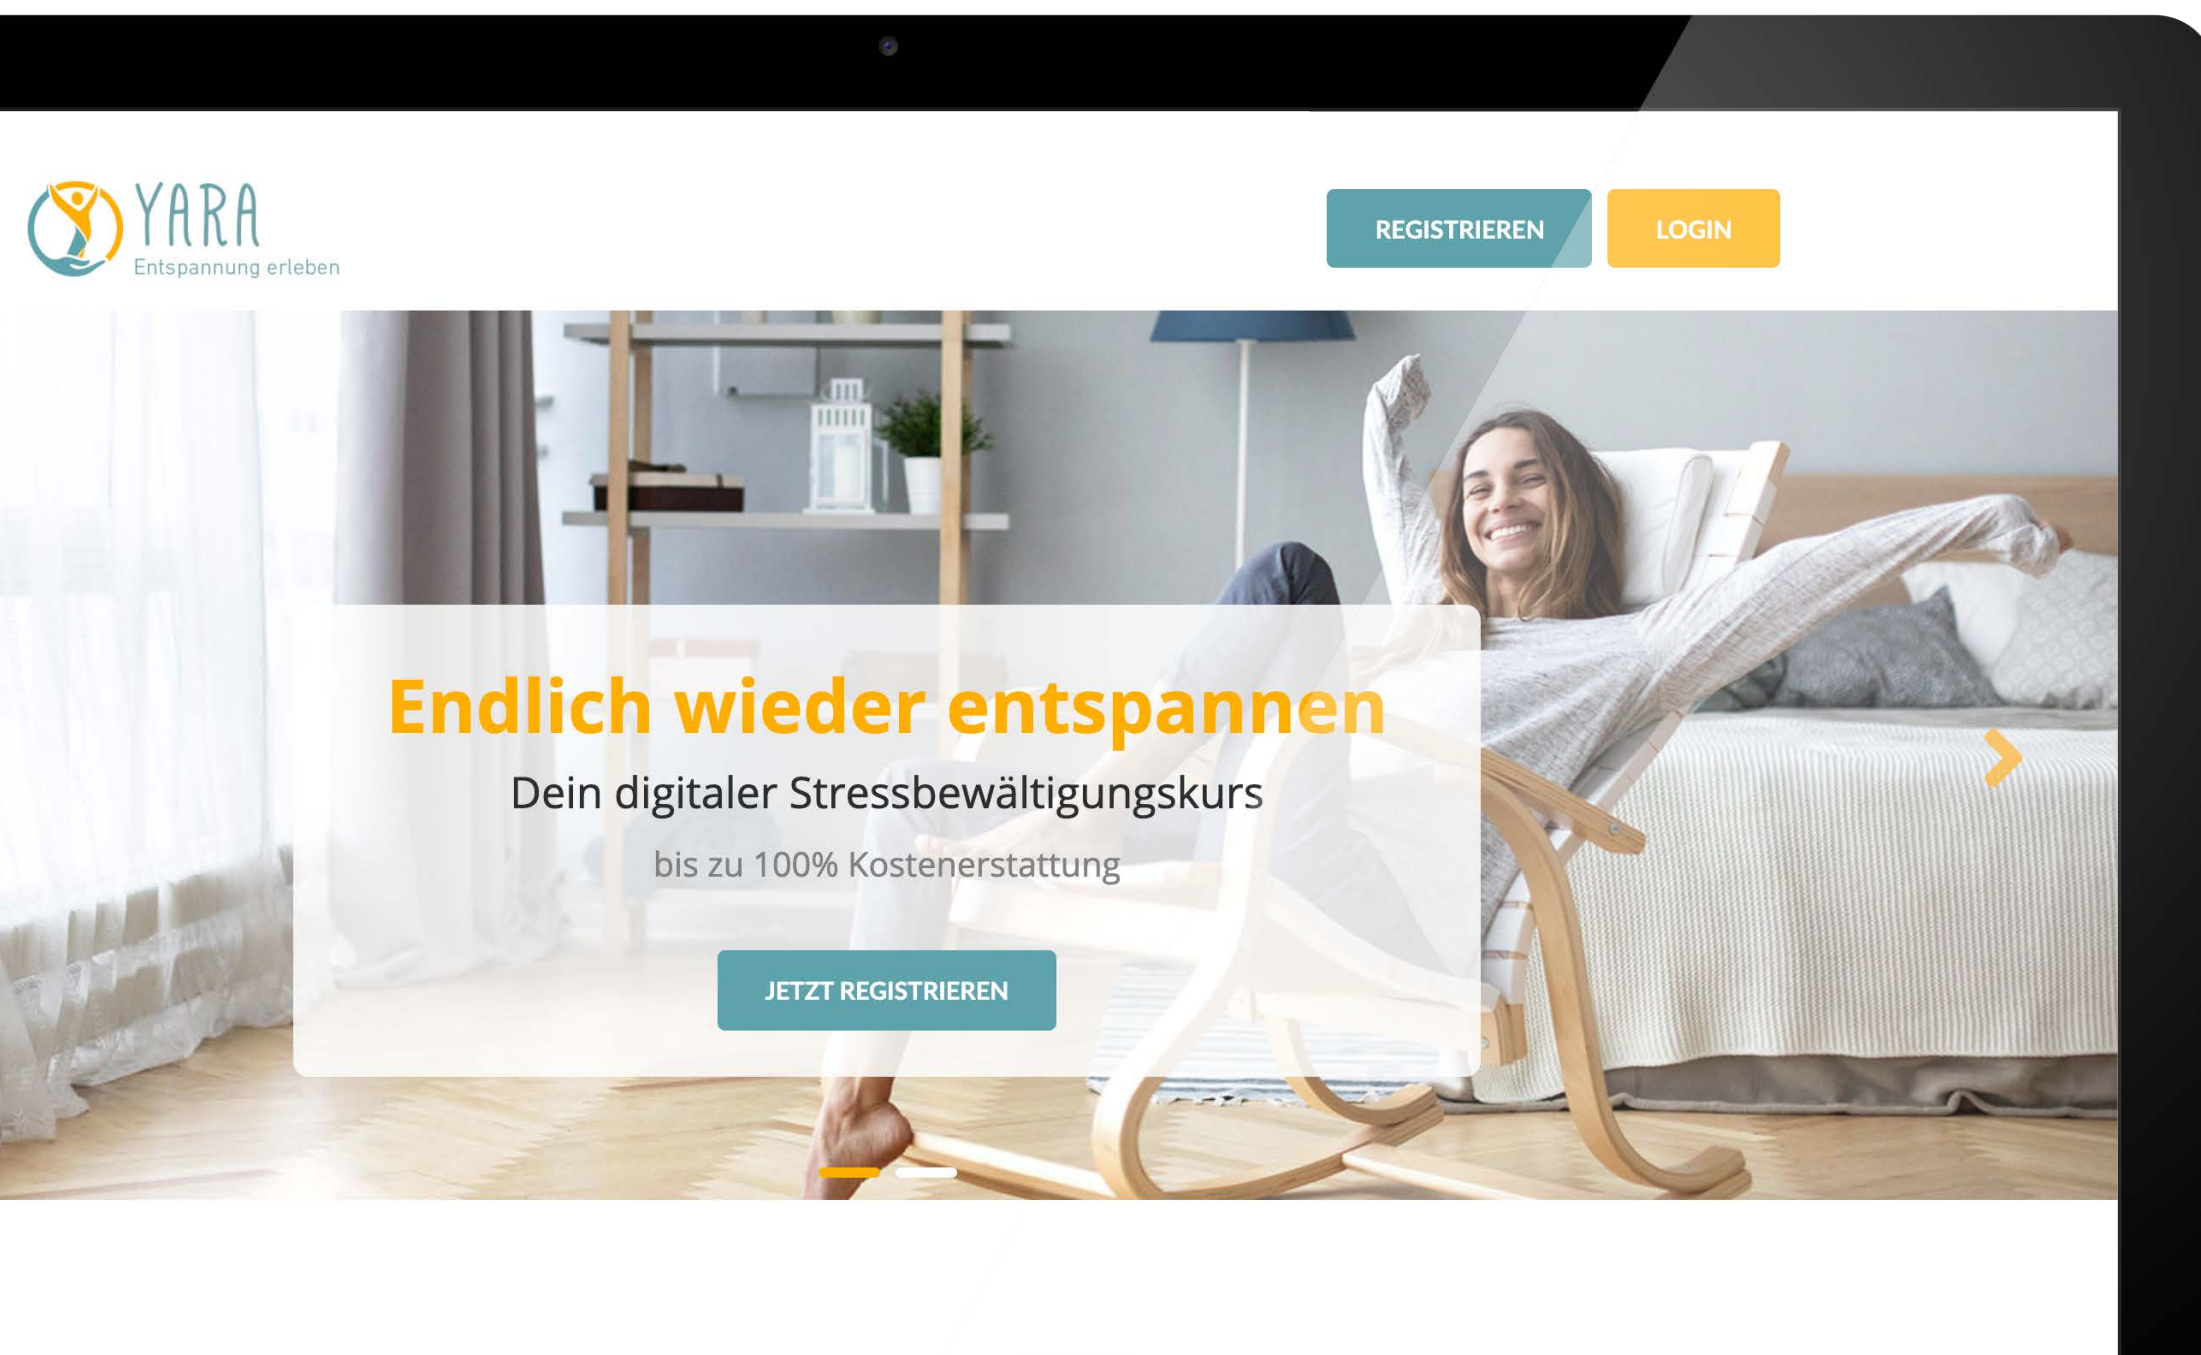 YARA
Entspannung erleben
REGISTRIEREN
LOGIN
Endlich wieder entspannen
Dein digitaler Stressbewältigungskurs
bis zu 100% Kostenerstattung
JETZT REGISTRIEREN